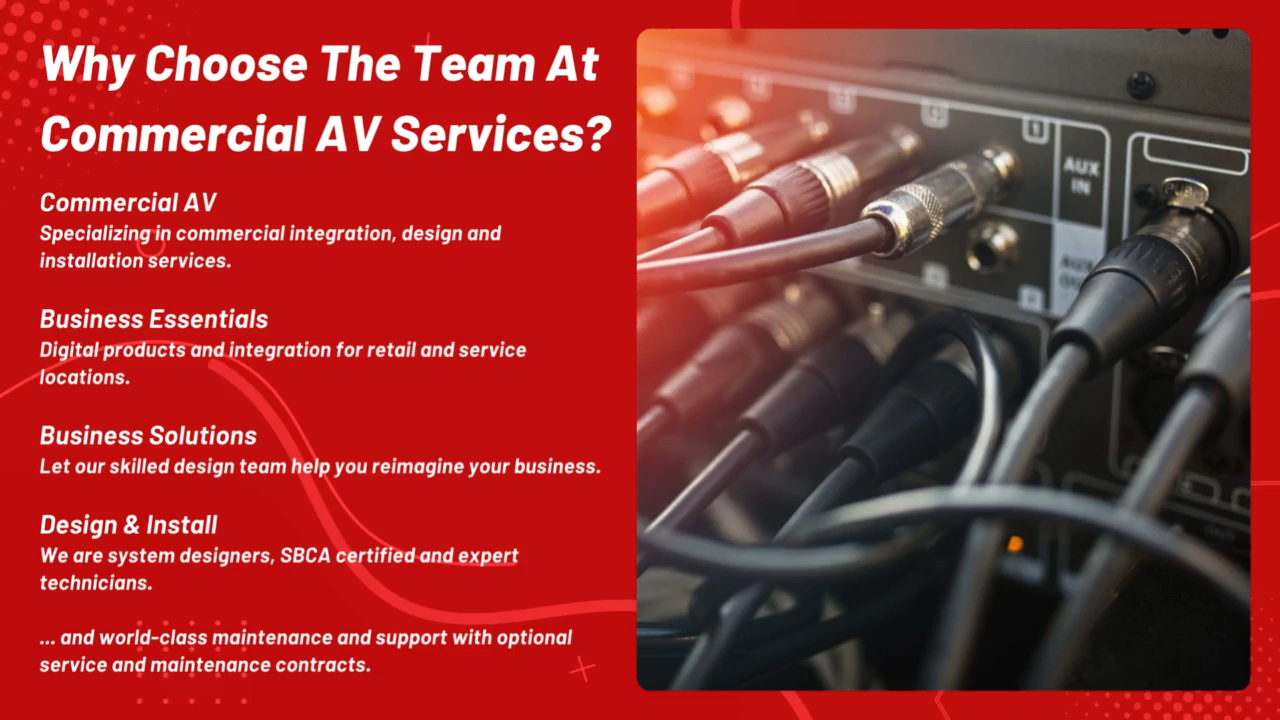 Why Choose The Team At
Commercial AV Services?
Commercial AV
Specializing in commercial integration, design and
installation services.
Business Essentials
Digital products and integration for retail and service
locations.
Business Solutions
Let our skilled design team help you reimagine your business.
Design & Install
We are system designers, SBCA certified and expert
technicians.
... and world-class maintenance and support with optional
service and maintenance contracts.
1
AUX
IN
PUSH